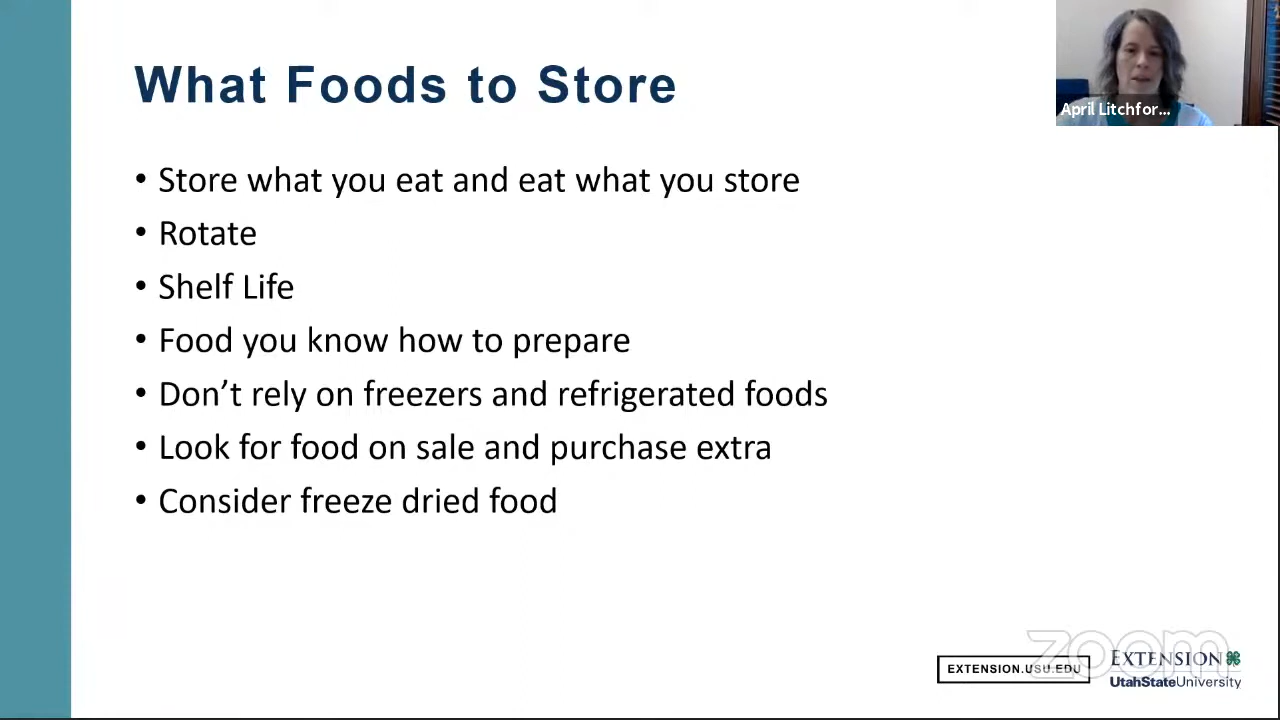 What Foods to Store
April Litchfor...
• Store what you eat and eat what you store
• Rotate
• Shelf Life
• Food you know how to prepare
• Don’t rely on freezers and refrigerated foods
• Look for food on sale and purchase extra
• Consider freeze dried food
zoom
EXTENSION.USU.EDU
EXTENSION
UtahStateUniversity